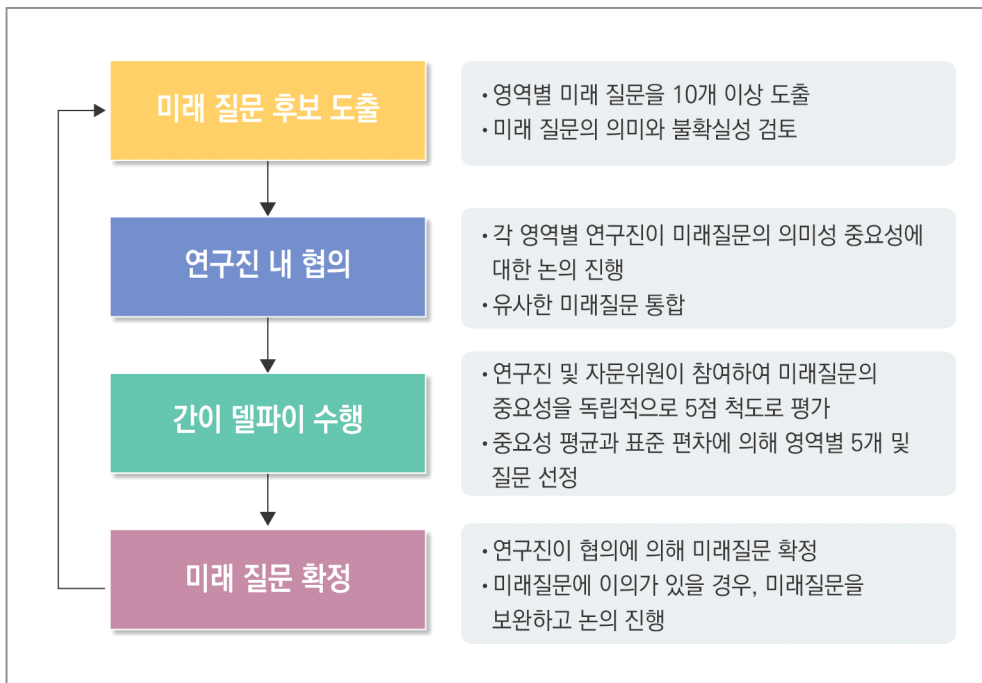 미래 질문 후보 도출
• 영역별 미래 질문을 10개 이상 도출
• 미래 질문의 의미와 불확실성 검토
연구진 내 협의
• 각 영역별 연구진이 미래질문의 의미성 중요성에
대한 논의 진행
• 유사한 미래질문 통합
간이 델파이 수행
• 연구진 및 자문위원이 참여하여 미래질문의
중요성을 독립적으로 5점 척도로 평가
• 중요성 평균과 표준 편차에 의해 영역별 5개 및
질문 선정
미래 질문 확정
• 연구진이 협의에 의해 미래질문 확정
• 미래질문에 이의가 있을 경우, 미래질문을
보완하고 논의 진행